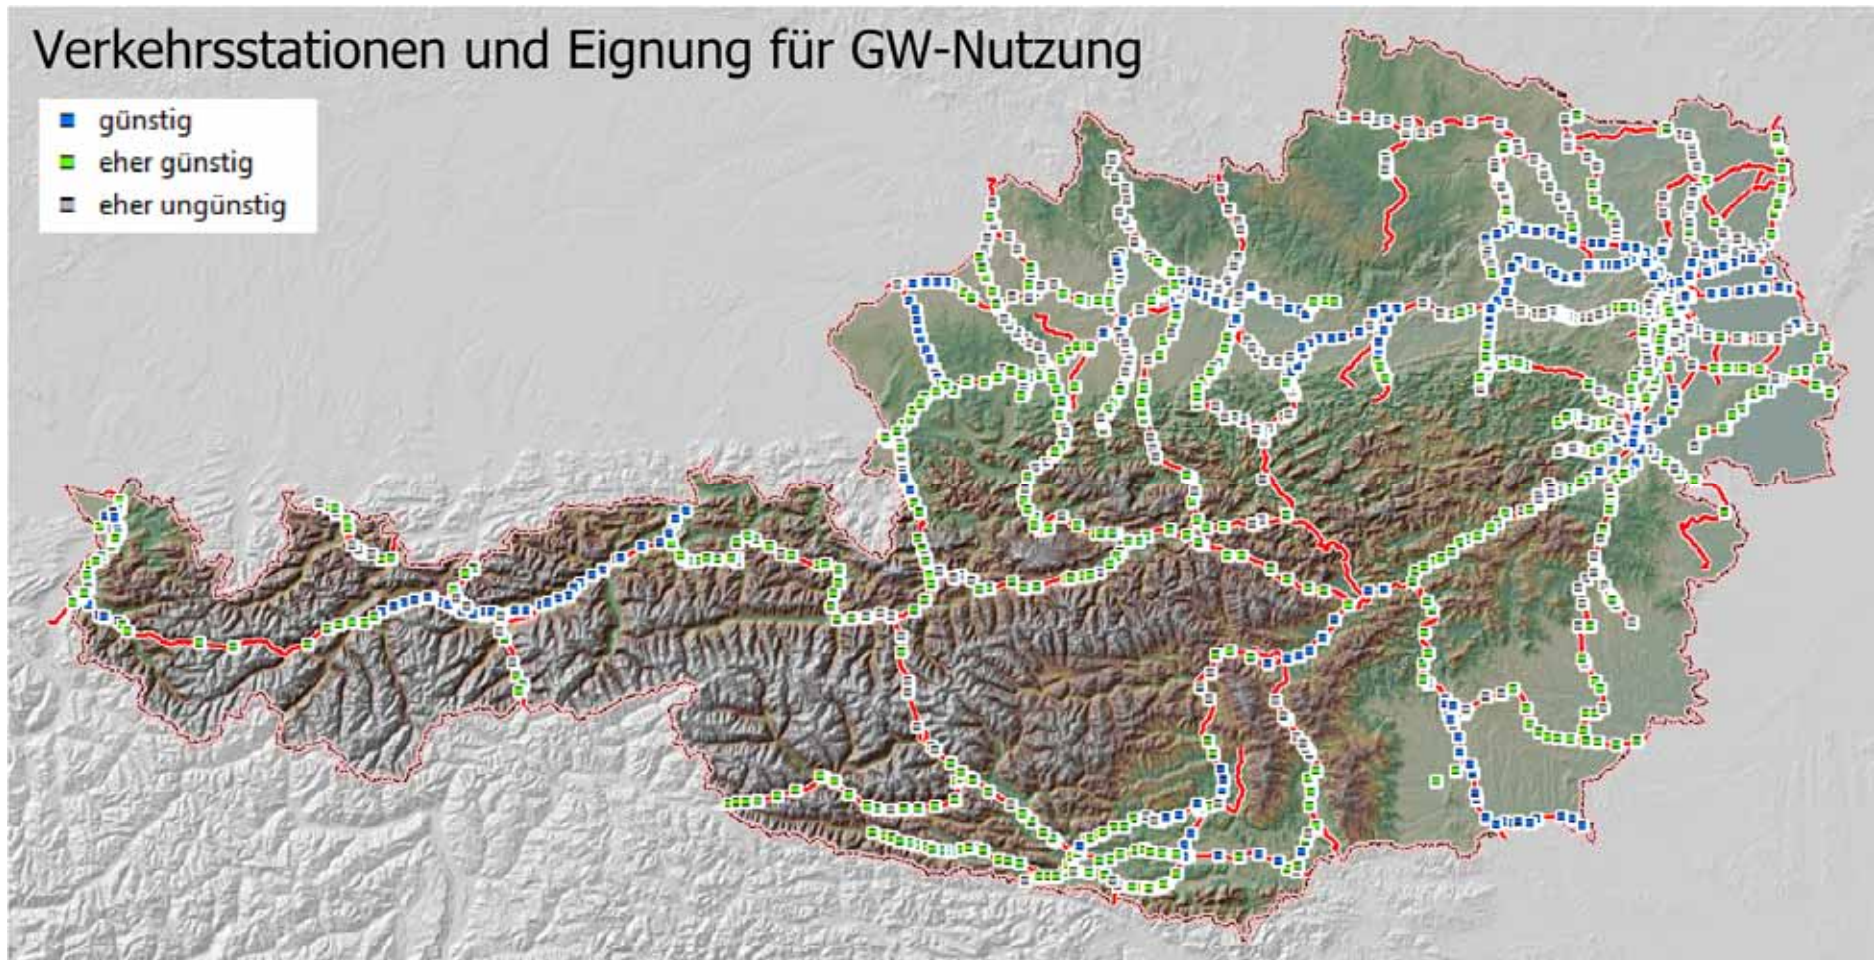 Verkehrsstationen und Eignung für GW-Nutzung
günstig
eher günstig
eher ungünstig